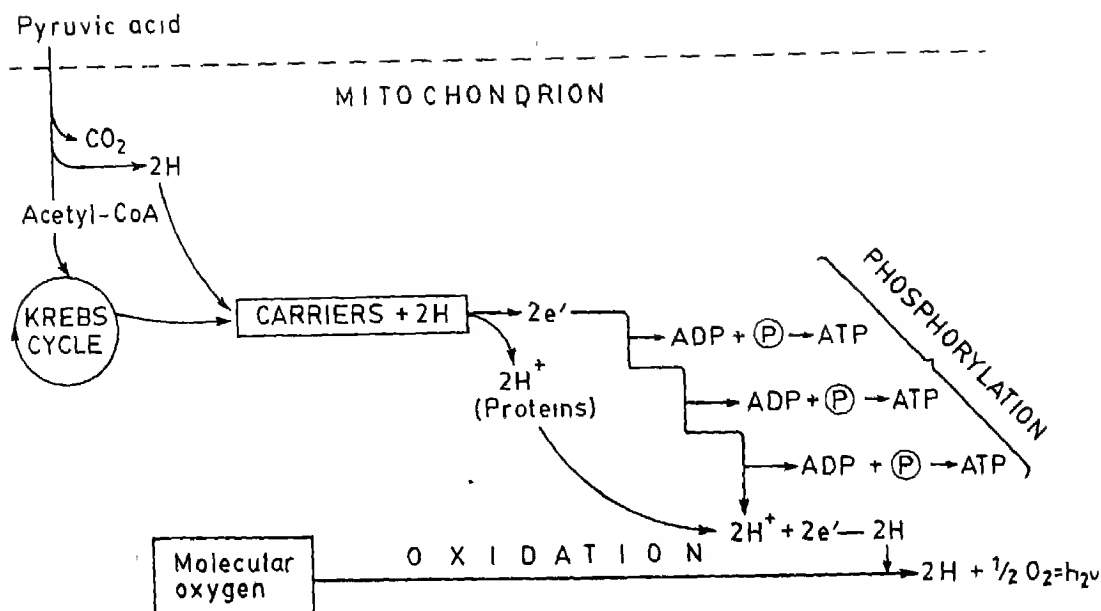 Pyruvic acid
MITOCHONDRION
CO₂
2H
Acetyl-CoA
KREBS
CYCLE
CARRIERS + 2H
2e′
2H⁺
(Proteins)
ADP + Ⓟ → ATP
ADP + Ⓟ → ATP
ADP + Ⓟ → ATP
PHOSPHORYLATION
2H⁺ + 2e′ — 2H
OXIDATION
Molecular
oxygen
2H + ½ O₂=h₂υ